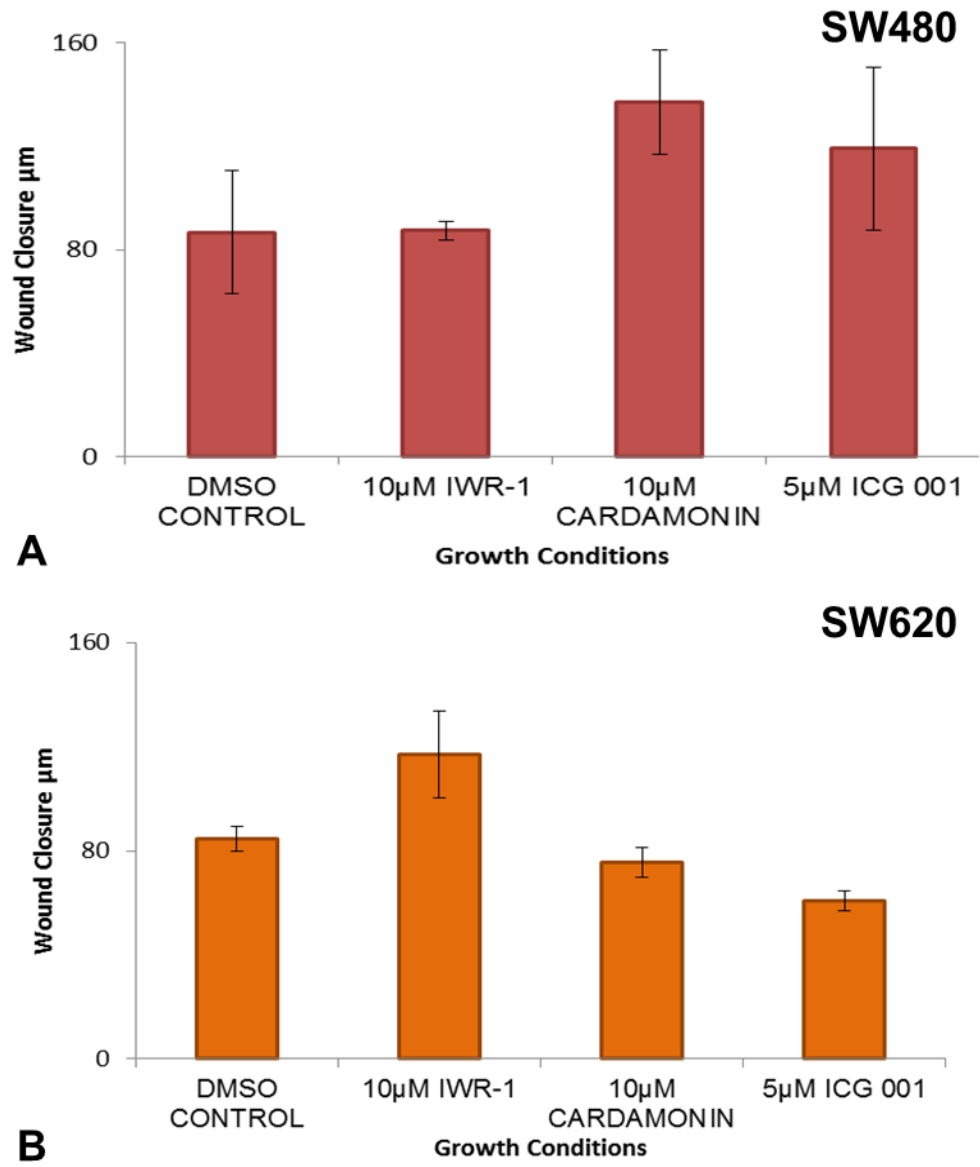 SW480
160
80
0
Wound Closure µm
DMSO CONTROL
10µM IWR-1
10µM CARDAMONIN
5µM ICG 001
Growth Conditions
A
SW620
160
80
0
Wound Closure µm
DMSO CONTROL
10µM IWR-1
10µM CARDAMONIN
5µM ICG 001
Growth Conditions
B